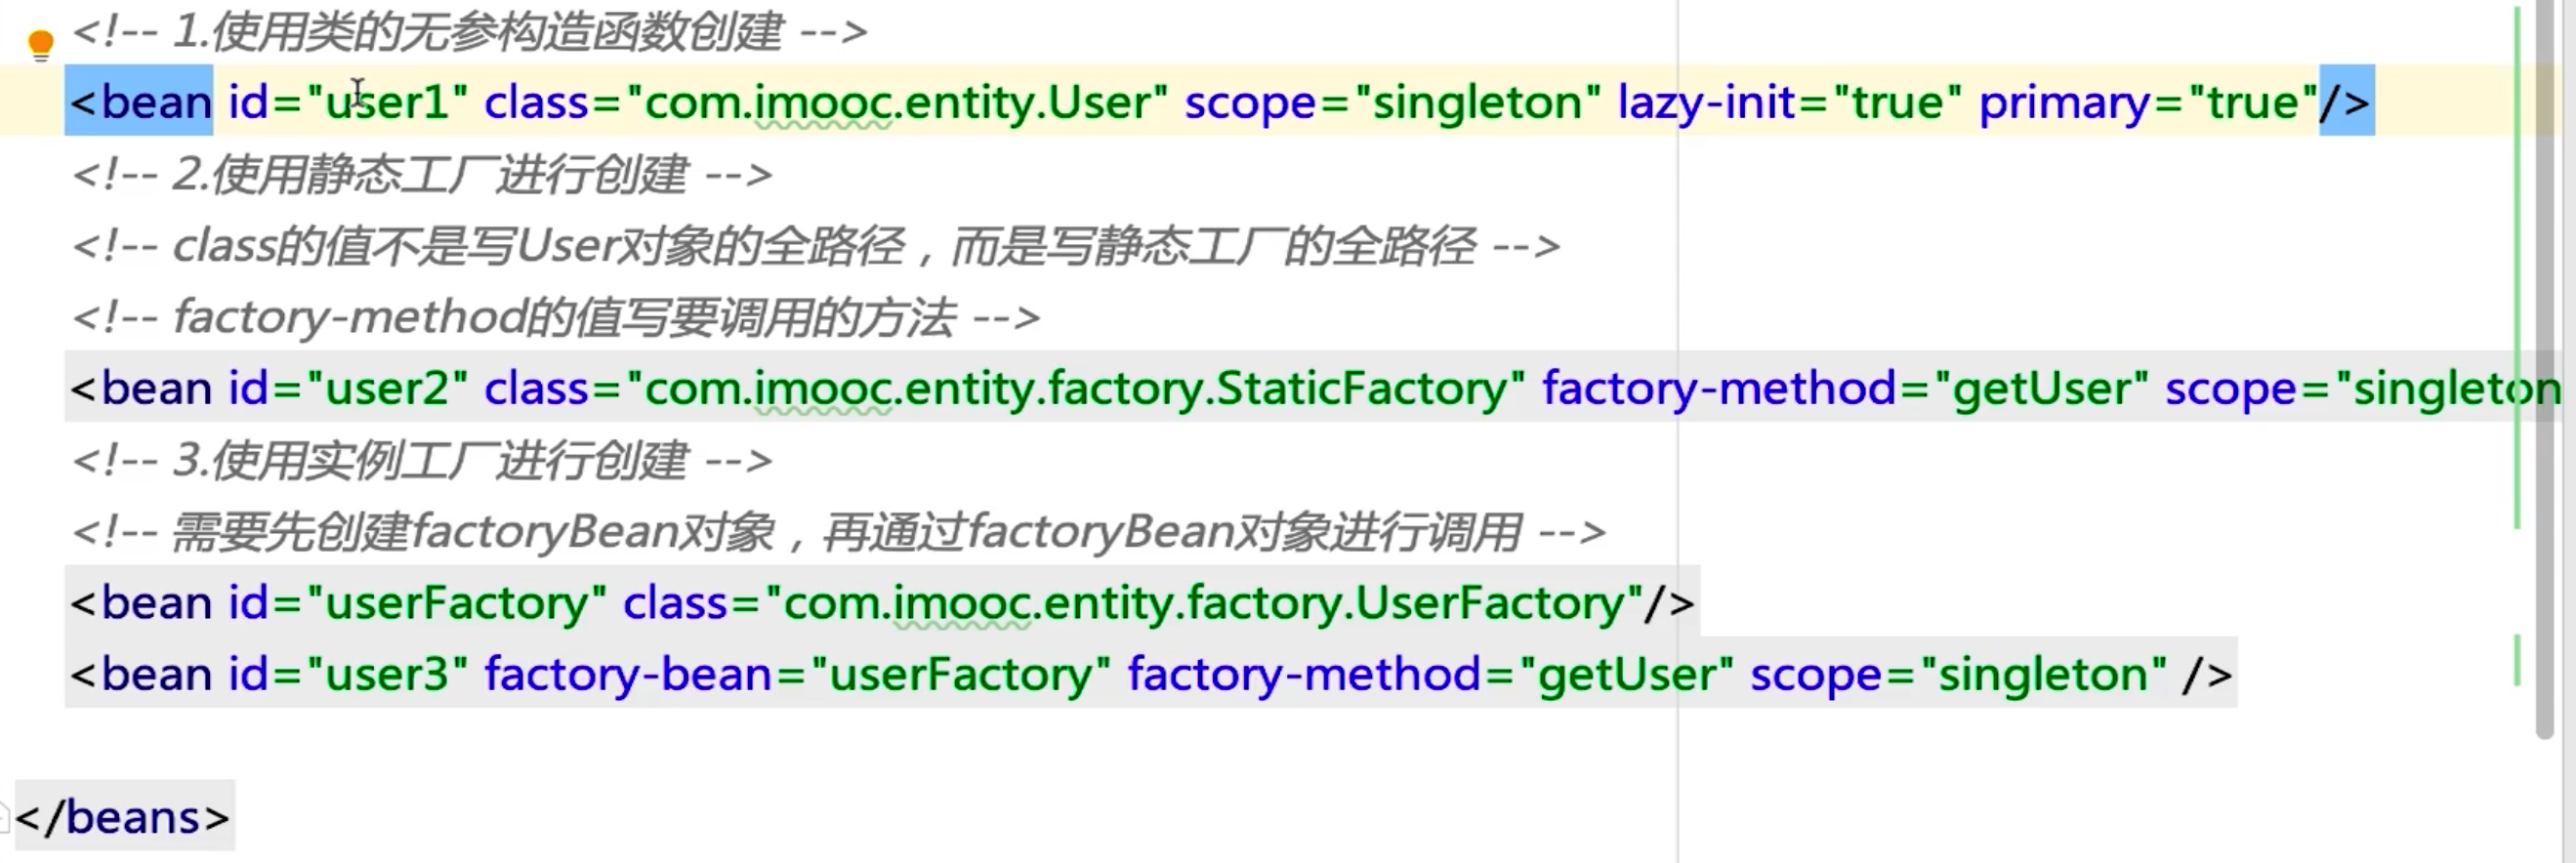 <!-- 1.使用类的无参构造函数创建 -->
<bean id="user1" class="com.imooc.entity.User" scope="singleton" lazy-init="true" primary="true"/>
<!-- 2.使用静态工厂进行创建 -->
<!-- class的值不是写User对象的全路径，而是写静态工厂的全路径 -->
<!-- factory-method的值写要调用的方法 -->
<bean id="user2" class="com.imooc.entity.factory.StaticFactory" factory-method="getUser" scope="singleton
<!-- 3.使用实例工厂进行创建 -->
<!-- 需要先创建factoryBean对象，再通过factoryBean对象进行调用 -->
<bean id="userFactory" class="com.imooc.entity.factory.UserFactory"/>
<bean id="user3" factory-bean="userFactory" factory-method="getUser" scope="singleton" />
</beans>